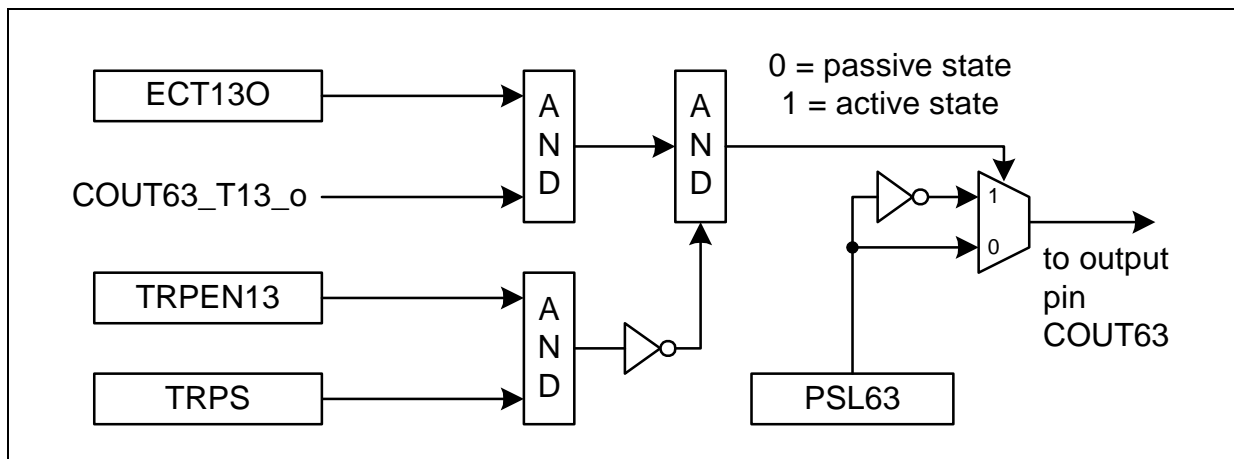 ECT13O
COUT63_T13_o
TRPEN13
TRPS
A
N
D
A
N
D
A
N
D
0 = passive state
1 = active state
1
0
to output
pin
COUT63
PSL63